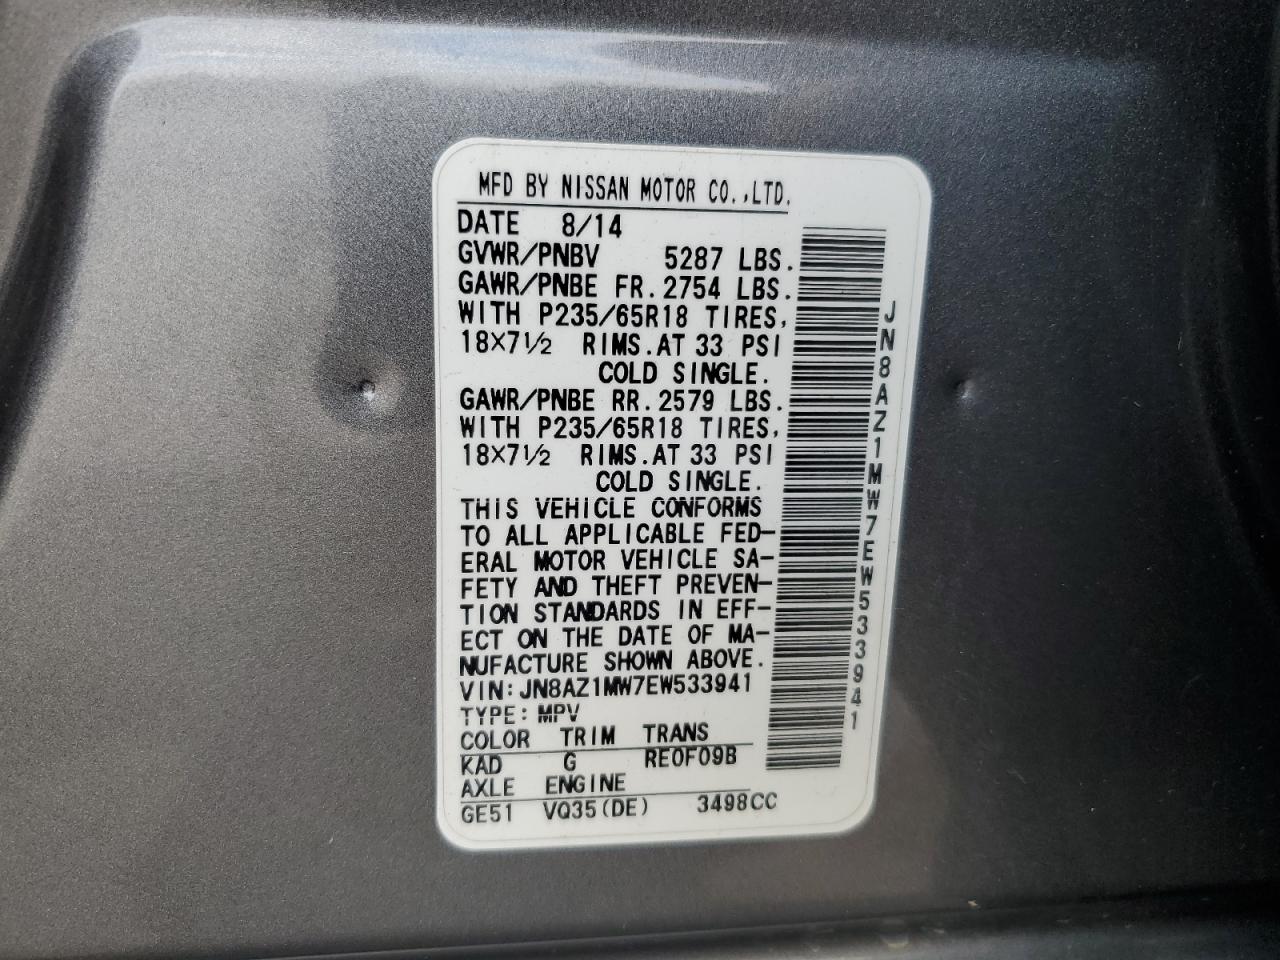 MFD BY NISSAN MOTOR CO.,LTD.
DATE 8/14
GVWR/PNBV 5287 LBS.
GAWR/PNBE FR.2754 LBS.
WITH P235/65R18 TIRES,
18×7½ RIMS.AT 33 PSI
COLD SINGLE.
GAWR/PNBE RR.2579 LBS.
WITH P235/65R18 TIRES,
18×7½ RIMS.AT 33 PSI
COLD SINGLE.
THIS VEHICLE CONFORMS
TO ALL APPLICABLE FED-
ERAL MOTOR VEHICLE SA-
FETY AND THEFT PREVEN-
TION STANDARDS IN EFF-
ECT ON THE DATE OF MA-
NUFACTURE SHOWN ABOVE.
VIN:JN8AZ1MW7EW533941
TYPE:MPV
COLOR TRIM TRANS
KAD G RE0F09B
AXLE ENGINE
GE51 VQ35(DE) 3498CC
JN8AZ1MW7EW533941